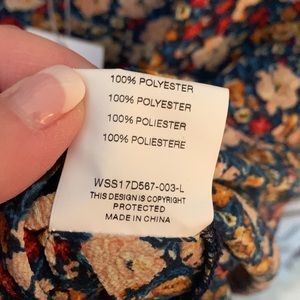 100% POLYESTER
100% POLYESTER
100% POLIESTER
100% POLIESTERE
WSS17D567-003-L
THIS DESIGN IS COPYRIGHT
PROTECTED
MADE IN CHINA